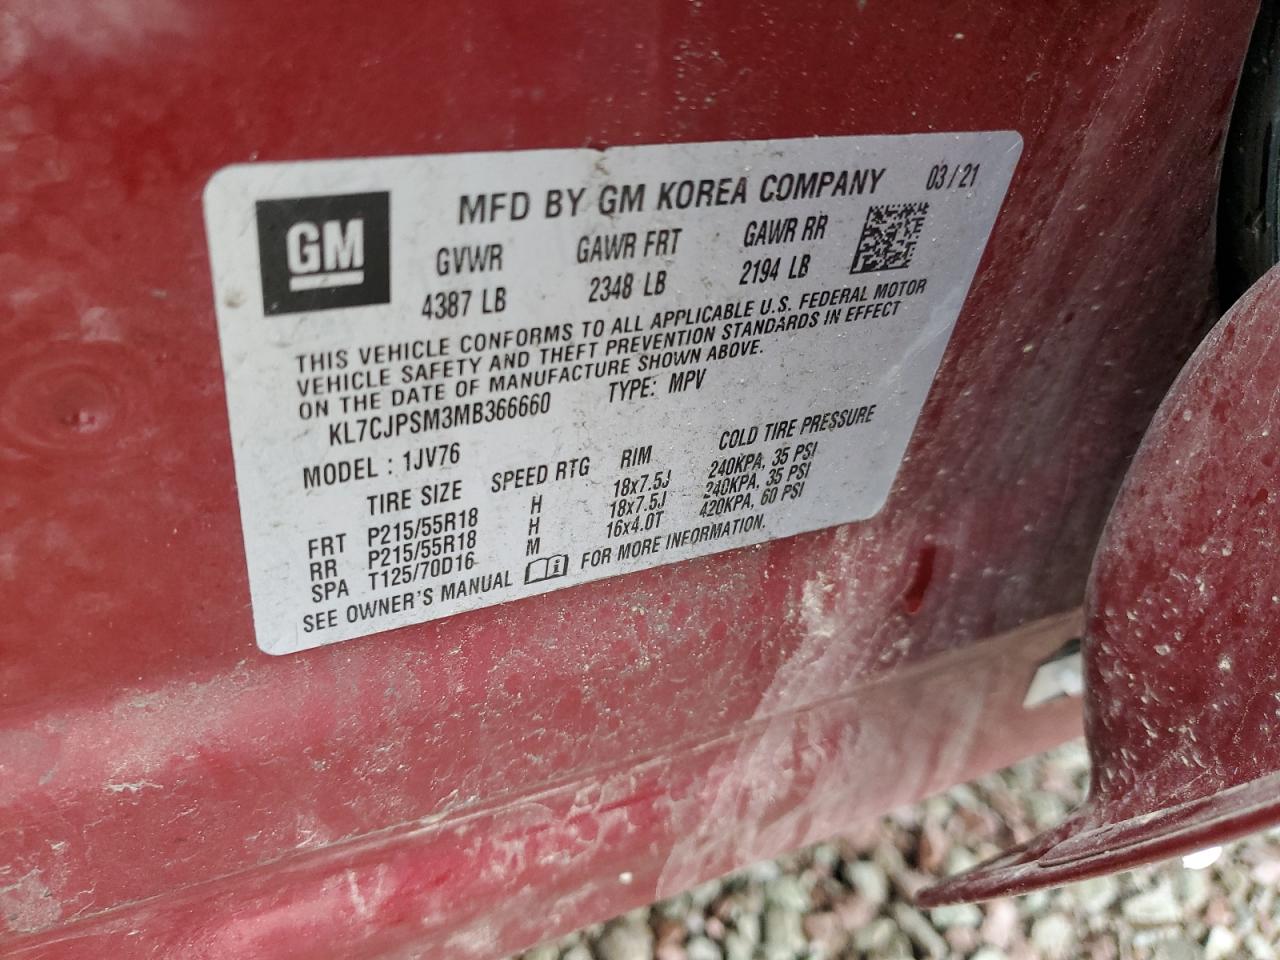 GM
MFD BY GM KOREA COMPANY 03/21
GVWR GAWR FRT GAWR RR
4387 LB 2348 LB 2194 LB
THIS VEHICLE CONFORMS TO ALL APPLICABLE U.S. FEDERAL MOTOR
VEHICLE SAFETY AND THEFT PREVENTION STANDARDS IN EFFECT
ON THE DATE OF MANUFACTURE SHOWN ABOVE.
KL7CJPSM3MB366660 TYPE: MPV
MODEL : 1JV76
TIRE SIZE SPEED RTG RIM COLD TIRE PRESSURE
FRT P215/55R18 H 18x7.5J 240KPA, 35 PSI
RR P215/55R18 H 18x7.5J 240KPA, 35 PSI
SPA T125/70D16 M 16x4.0T 420KPA, 60 PSI
SEE OWNER'S MANUAL FOR MORE INFORMATION.